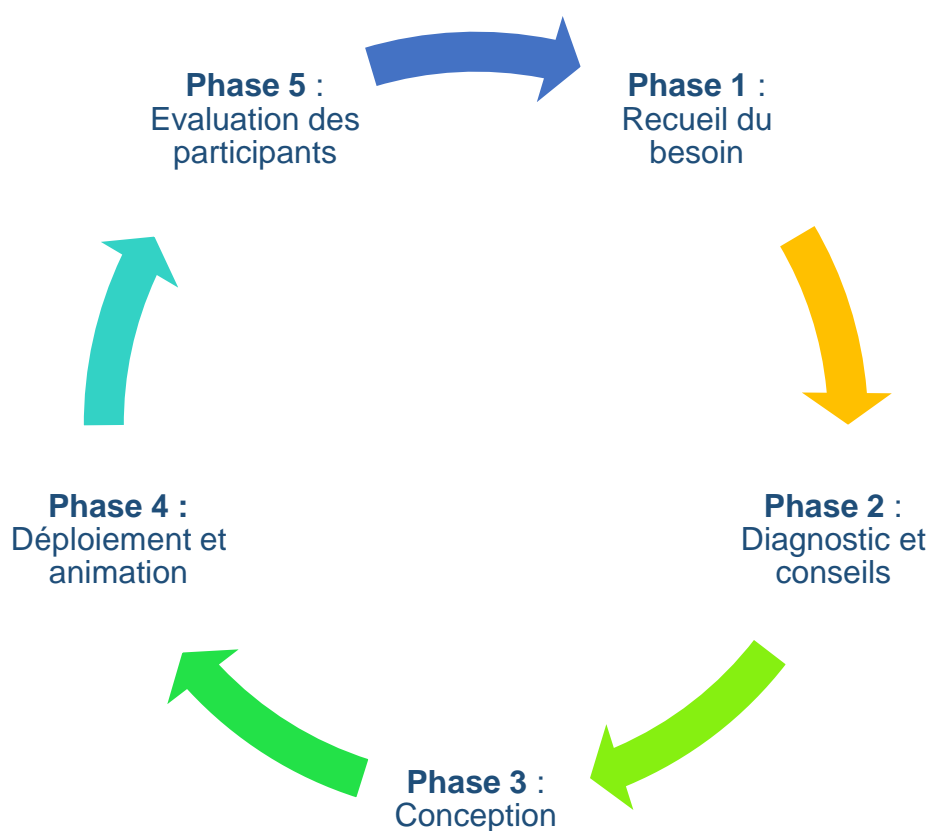 Phase 1 :
Recueil du
besoin
Phase 2 :
Diagnostic et
conseils
Phase 3 :
Conception
Phase 4 :
Déploiement et
animation
Phase 5 :
Evaluation des
participants